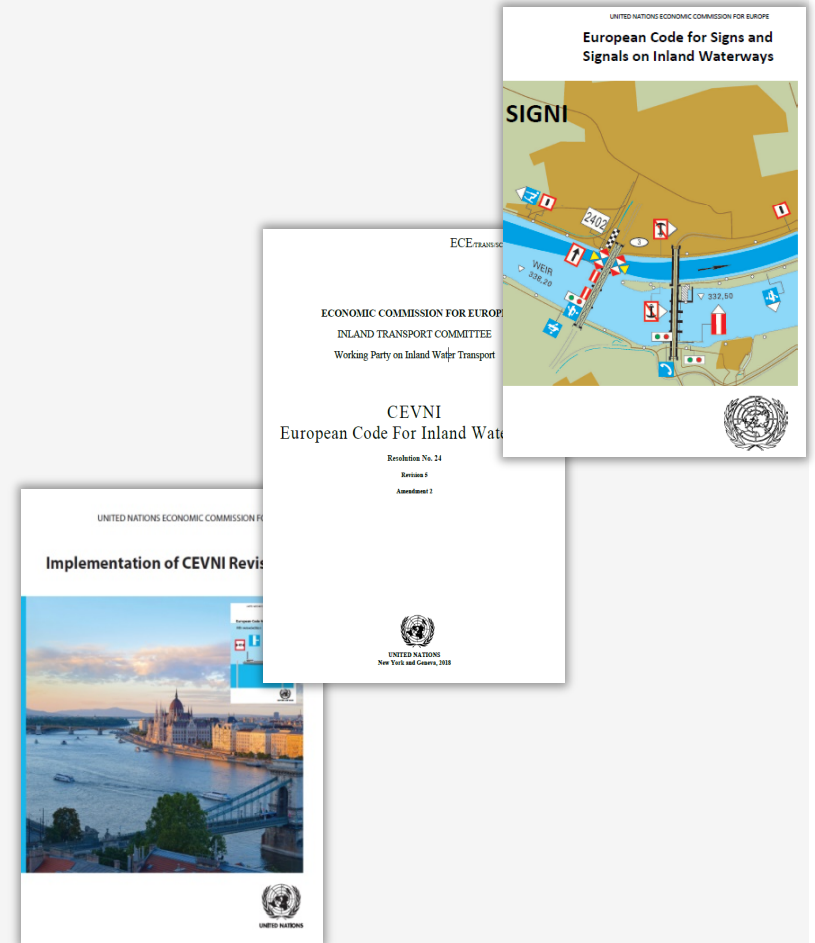 UNITED NATIONS ECONOMIC COMMISSION FOR EUROPE
European Code for Signs and
Signals on Inland Waterways
SIGNI
2402
3
WEIR
338,20
332,50
ECE/TRANS/SC
ECONOMIC COMMISSION FOR EUROP
INLAND TRANSPORT COMMITTEE
Working Party on Inland Water Transport
CEVNI
European Code For Inland Wate
Resolution No. 24
Revision 5
Amendment 2
UNITED NATIONS
New York and Geneva, 2018
UNITED NATIONS ECONOMIC COMMISSION FO
Implementation of CEVNI Revis
UNITED NATIONS